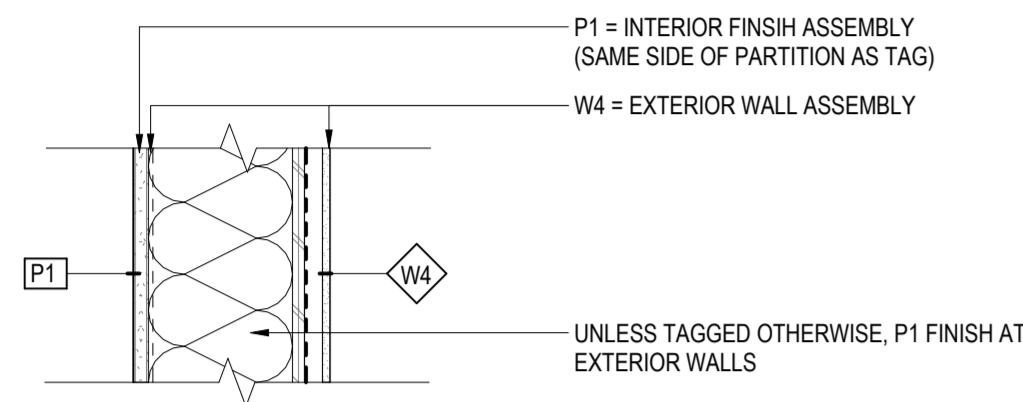 P1 = INTERIOR FINSIH ASSEMBLY
(SAME SIDE OF PARTITION AS TAG)
W4 = EXTERIOR WALL ASSEMBLY
P1
W4
UNLESS TAGGED OTHERWISE, P1 FINISH AT
EXTERIOR WALLS